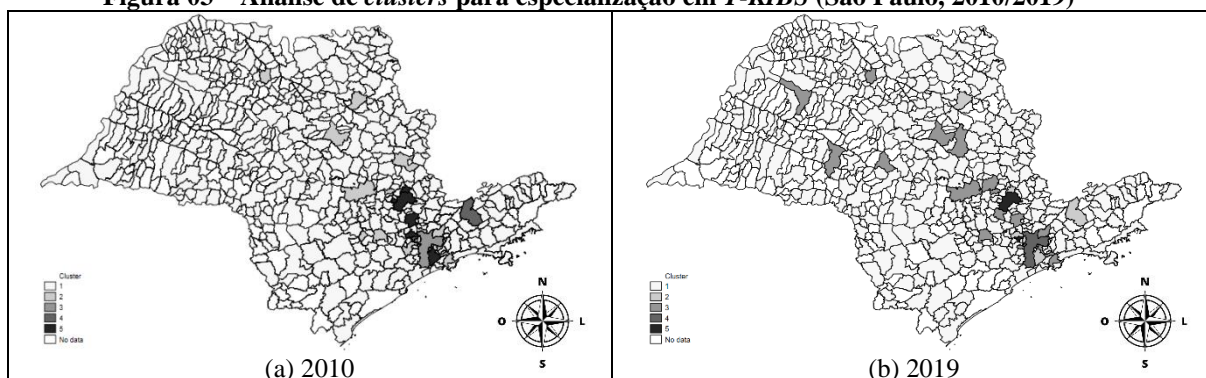 Figura 03 – Análise de clusters para especialização em T-KIBS (São Paulo, 2010/2019)
Cluster
1
2
3
4
5
No data
N
O
L
S
(a) 2010
Cluster
1
2
3
4
5
No data
N
O
L
S
(b) 2019